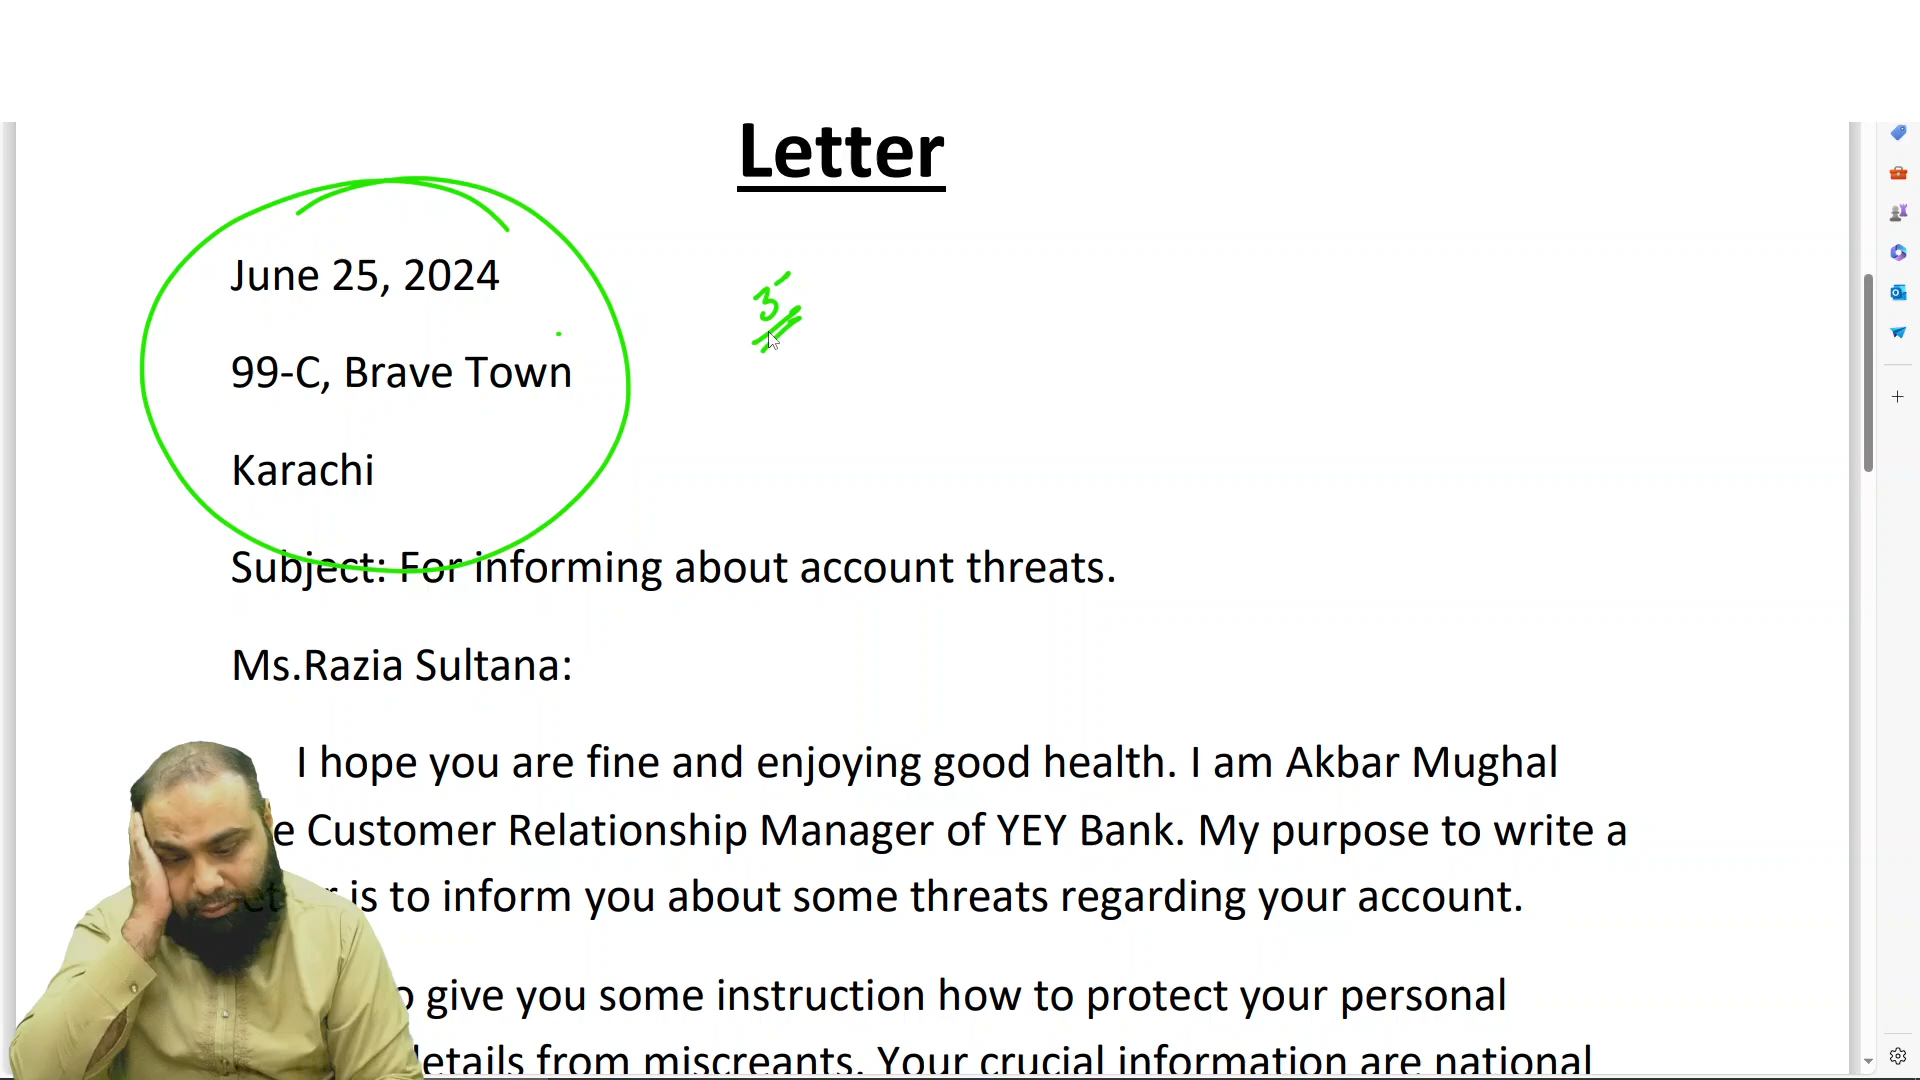 Letter
June 25, 2024
3
99-C, Brave Town
Karachi
Subject: For informing about account threats.
Ms.Razia Sultana:
I hope you are fine and enjoying good health. I am Akbar Mughal
e Customer Relationship Manager of YEY Bank. My purpose to write a
is to inform you about some threats regarding your account.
give you some instruction how to protect your personal
details from miscreants. Your crucial information are national